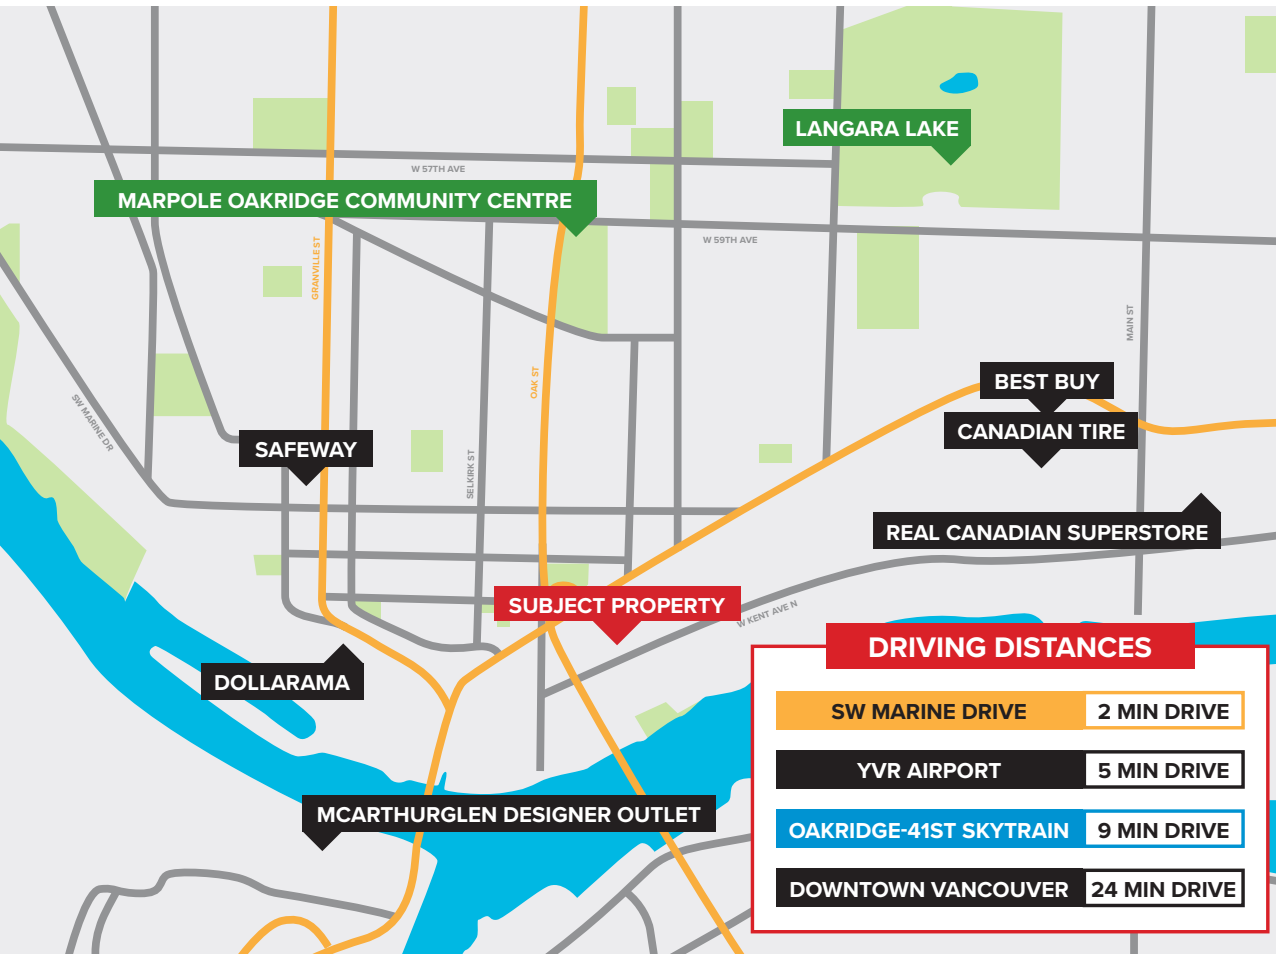 LANGARA LAKE
W 57TH AVE
MARPOLE OAKRIDGE COMMUNITY CENTRE
W 59TH AVE
GRANVILLE ST
MAIN ST
OAK ST
BEST BUY
SW MARINE DR
CANADIAN TIRE
SAFEWAY
SELKIRK ST
REAL CANADIAN SUPERSTORE
SUBJECT PROPERTY
W KENT AVE N
DOLLARAMA
MCARTHURGLEN DESIGNER OUTLET
DRIVING DISTANCES
SW MARINE DRIVE 2 MIN DRIVE
YVR AIRPORT 5 MIN DRIVE
OAKRIDGE-41ST SKYTRAIN 9 MIN DRIVE
DOWNTOWN VANCOUVER 24 MIN DRIVE